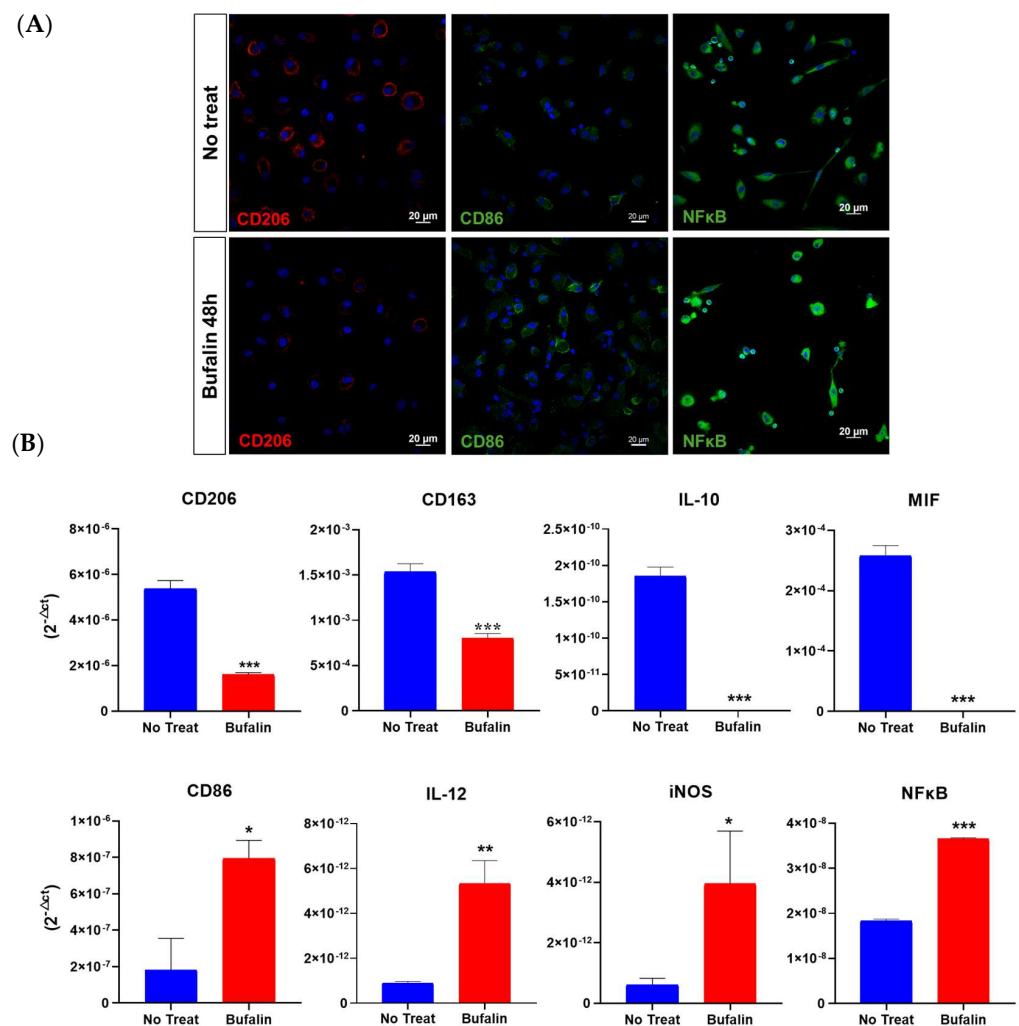 (A)
No treat
CD206
20 µm
CD86
20 µm
NFκB
20 µm
Bufalin 48h
CD206
20 µm
CD86
20 µm
NFκB
20 µm
(B)
CD206
(2^-Δct)
8×10⁻⁶
6×10⁻⁶
4×10⁻⁶
2×10⁻⁶
0
***
No Treat Bufalin
CD163
2×10⁻³
1.5×10⁻³
1×10⁻³
5×10⁻⁴
0
***
No Treat Bufalin
IL-10
2.5×10⁻¹⁰
2×10⁻¹⁰
1.5×10⁻¹⁰
1×10⁻¹⁰
5×10⁻¹¹
0
***
No Treat Bufalin
MIF
3×10⁻⁴
2×10⁻⁴
1×10⁻⁴
0
***
No Treat Bufalin
CD86
(2^-Δct)
1×10⁻⁶
8×10⁻⁷
6×10⁻⁷
4×10⁻⁷
2×10⁻⁷
0
*
No Treat Bufalin
IL-12
8×10⁻¹²
6×10⁻¹²
4×10⁻¹²
2×10⁻¹²
0
**
No Treat Bufalin
iNOS
6×10⁻¹²
4×10⁻¹²
2×10⁻¹²
0
*
No Treat Bufalin
NFκB
4×10⁻⁸
3×10⁻⁸
2×10⁻⁸
1×10⁻⁸
0
***
No Treat Bufalin